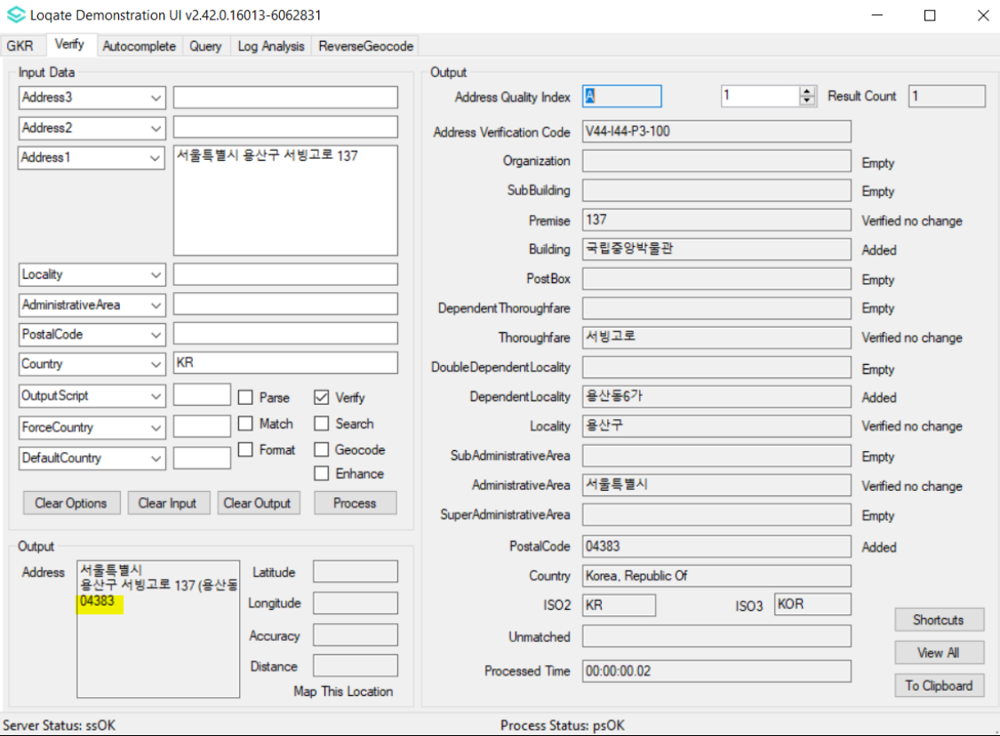 Loqate Demonstration UI v2.42.0.16013-6062831
GKR Verify Autocomplete Query Log Analysis ReverseGeocode
Input Data
Address3
Address2
Address1 서울특별시 용산구 서빙고로 137
Locality
AdministrativeArea
PostalCode
Country KR
OutputScript Parse Verify
ForceCountry Match Search
DefaultCountry Format Geocode
Enhance
Clear Options Clear Input Clear Output Process
Output
Address 서울특별시
용산구 서빙고로 137 (용산동
04383
Latitude
Longitude
Accuracy
Distance
Map This Location
Output
Address Quality Index A 1 Result Count 1
Address Verification Code V44-I44-P3-100
Organization Empty
SubBuilding Empty
Premise 137 Verified no change
Building 국립중앙박물관 Added
PostBox Empty
DependentThoroughfare Empty
Thoroughfare 서빙고로 Verified no change
DoubleDependentLocality Empty
DependentLocality 용산동6가 Added
Locality 용산구 Verified no change
SubAdministrativeArea Empty
AdministrativeArea 서울특별시 Verified no change
SuperAdministrativeArea Empty
PostalCode 04383 Added
Country Korea, Republic Of
ISO2 KR ISO3 KOR
Unmatched
Processed Time 00:00:00.02
Shortcuts
View All
To Clipboard
Server Status: ssOK Process Status: psOK